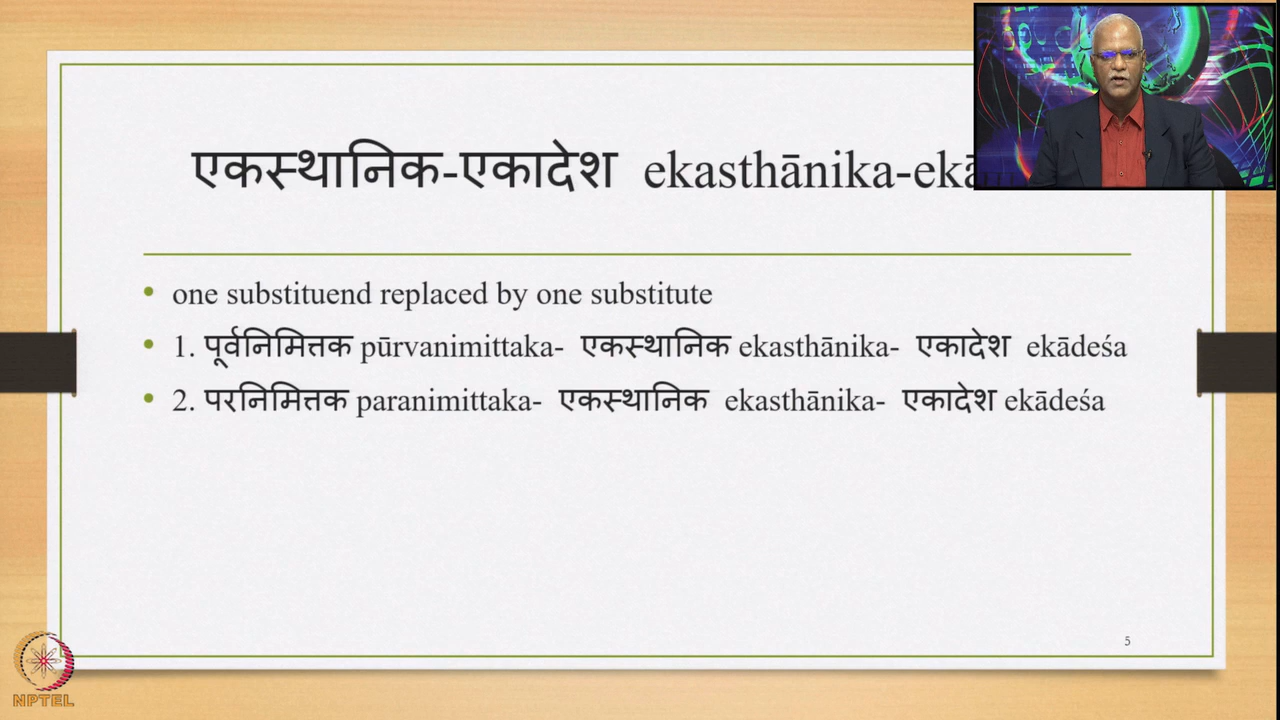 एकस्थानिक-एकादेश ekasthānika-ekā
• one substituend replaced by one substitute
• 1. पूर्वनिमित्तक pūrvanimittaka- एकस्थानिक ekasthānika- एकादेश ekādeśa
• 2. परनिमित्तक paranimittaka- एकस्थानिक ekasthānika- एकादेश ekādeśa
5
NPTEL